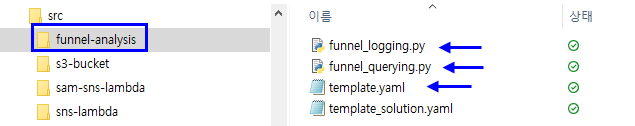 src
funnel-analysis
s3-bucket
sam-sns-lambda
sns-lambda
이름
상태
funnel_logging.py
funnel_querying.py
template.yaml
template_solution.yaml